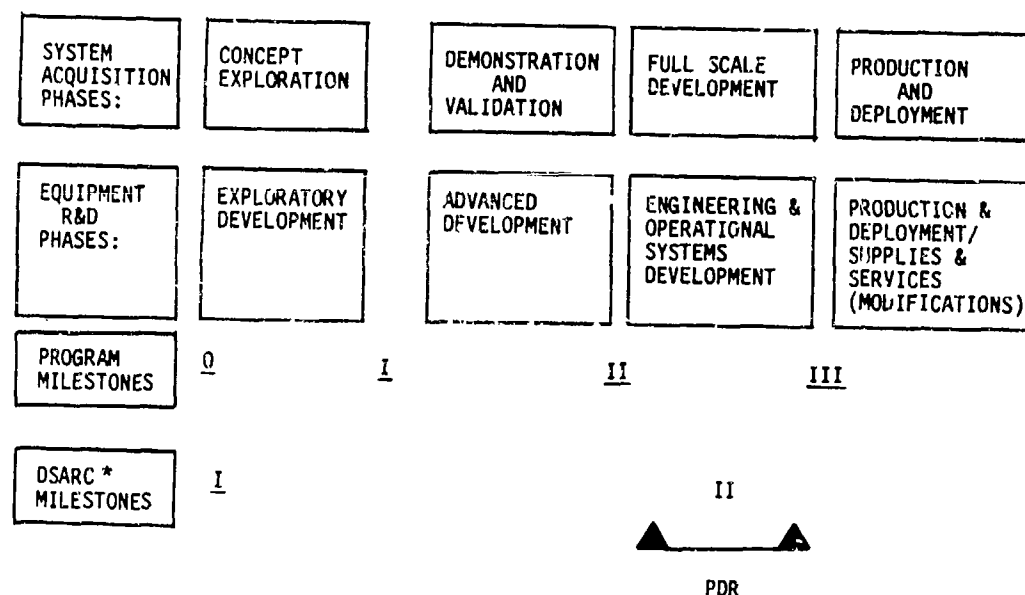 SYSTEM
ACQUISITION
PHASES:
CONCEPT
EXPLORATION
DEMONSTRATION
AND
VALIDATION
FULL SCALE
DEVELOPMENT
PRODUCTION
AND
DEPLOYMENT
EQUIPMENT
R&D
PHASES:
EXPLORATORY
DEVELOPMENT
ADVANCED
DEVELOPMENT
ENGINEERING &
OPERATIONAL
SYSTEMS
DEVELOPMENT
PRODUCTION &
DEPLOYMENT/
SUPPLIES &
SERVICES
(MODIFICATIONS)
PROGRAM
MILESTONES
0
I
II
III
DSARC *
MILESTONES
I
II
PDR